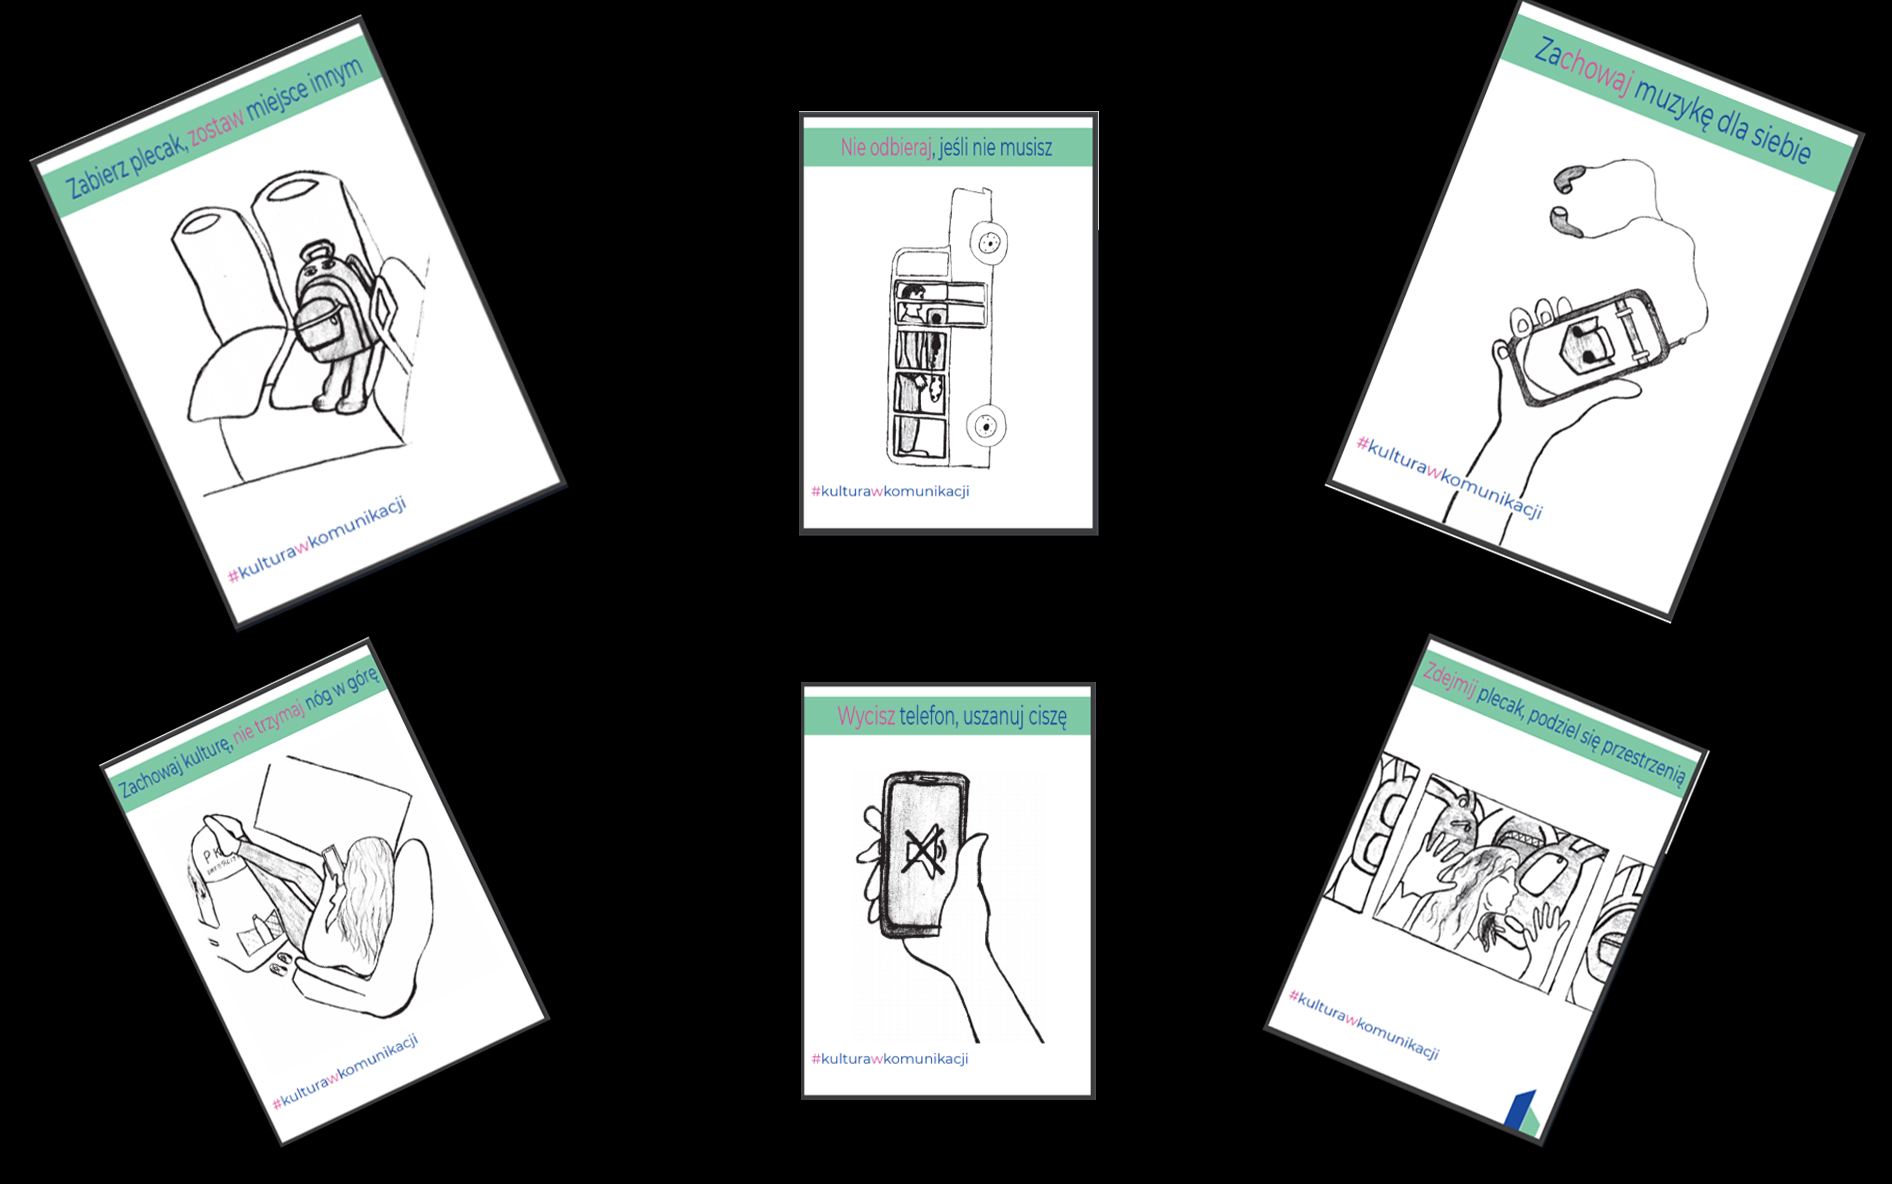 Zabierz plecak, zostaw miejsce innym
#kulturawkomunikacji
Nie odbieraj, jeśli nie musisz
#kulturawkomunikacji
Zachowaj muzykę dla siebie
#kulturawkomunikacji
Zachowaj kulturę, nie trzymaj nóg w górę
#kulturawkomunikacji
Wycisz telefon, uszanuj ciszę
#kulturawkomunikacji
Zdejmij plecak, podziel się przestrzenią
#kulturawkomunikacji